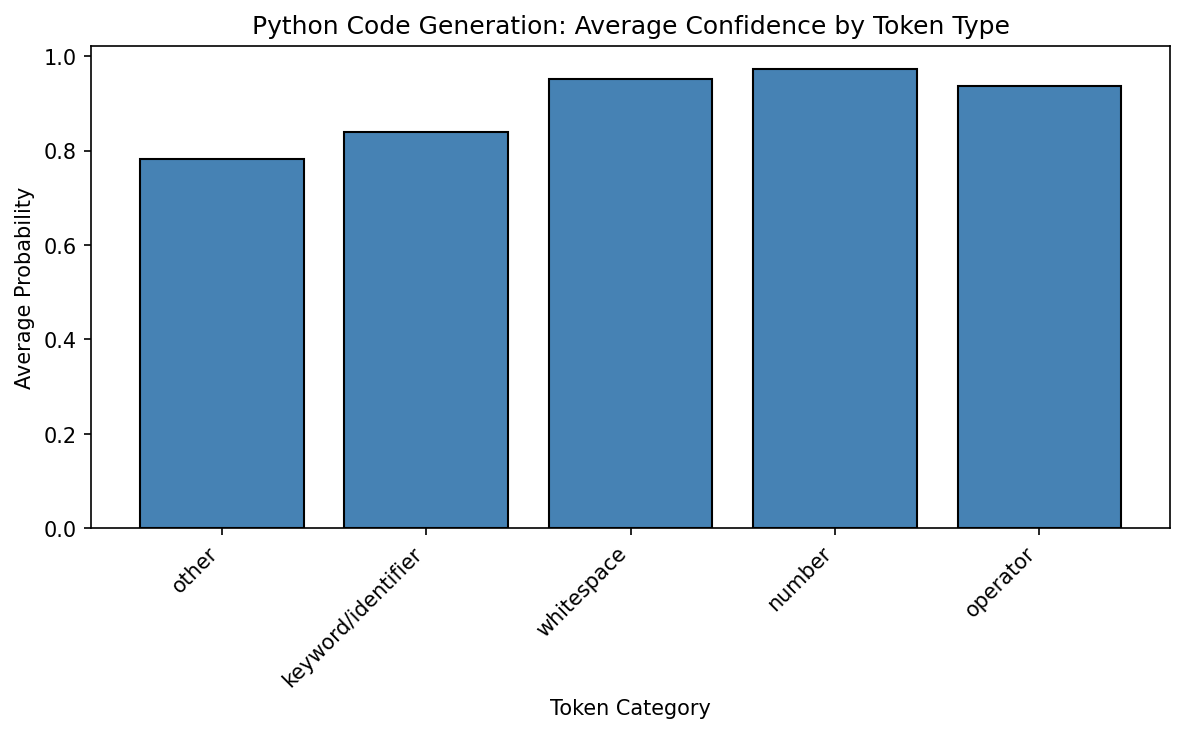 Python Code Generation: Average Confidence by Token Type
Average Probability
1.0
0.8
0.6
0.4
0.2
0.0
other
keyword/identifier
whitespace
number
operator
Token Category